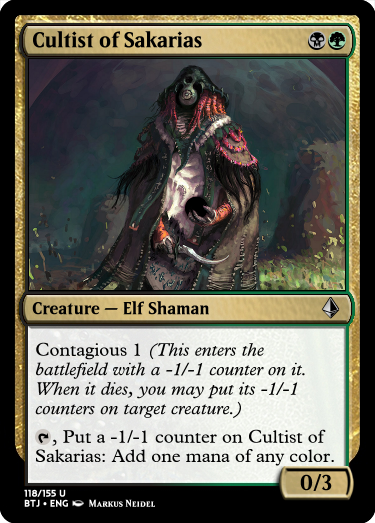 Cultist of Sakarias
Creature — Elf Shaman
Contagious 1 (This enters the
battlefield with a -1/-1 counter on it.
When it dies, you may put its -1/-1
counters on target creature.)
, Put a -1/-1 counter on Cultist of
Sakarias: Add one mana of any color.
0/3
118/155 U
BTJ • ENG Markus Neidel